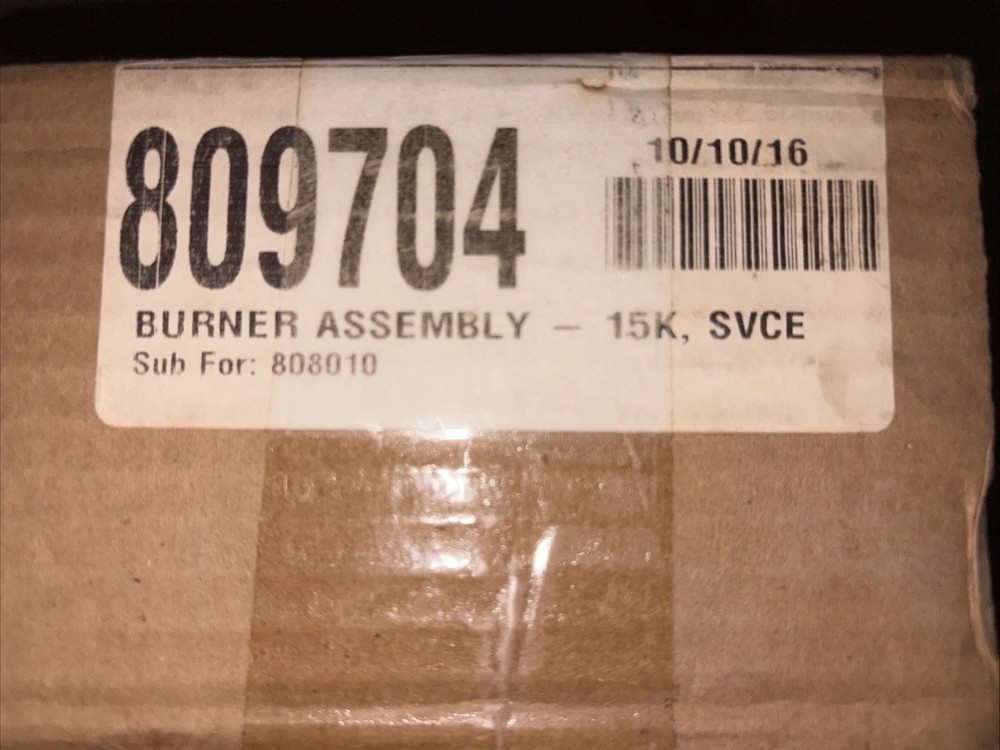 809704
10/10/16
BURNER ASSEMBLY – 15K, SVCE
Sub For: 808010